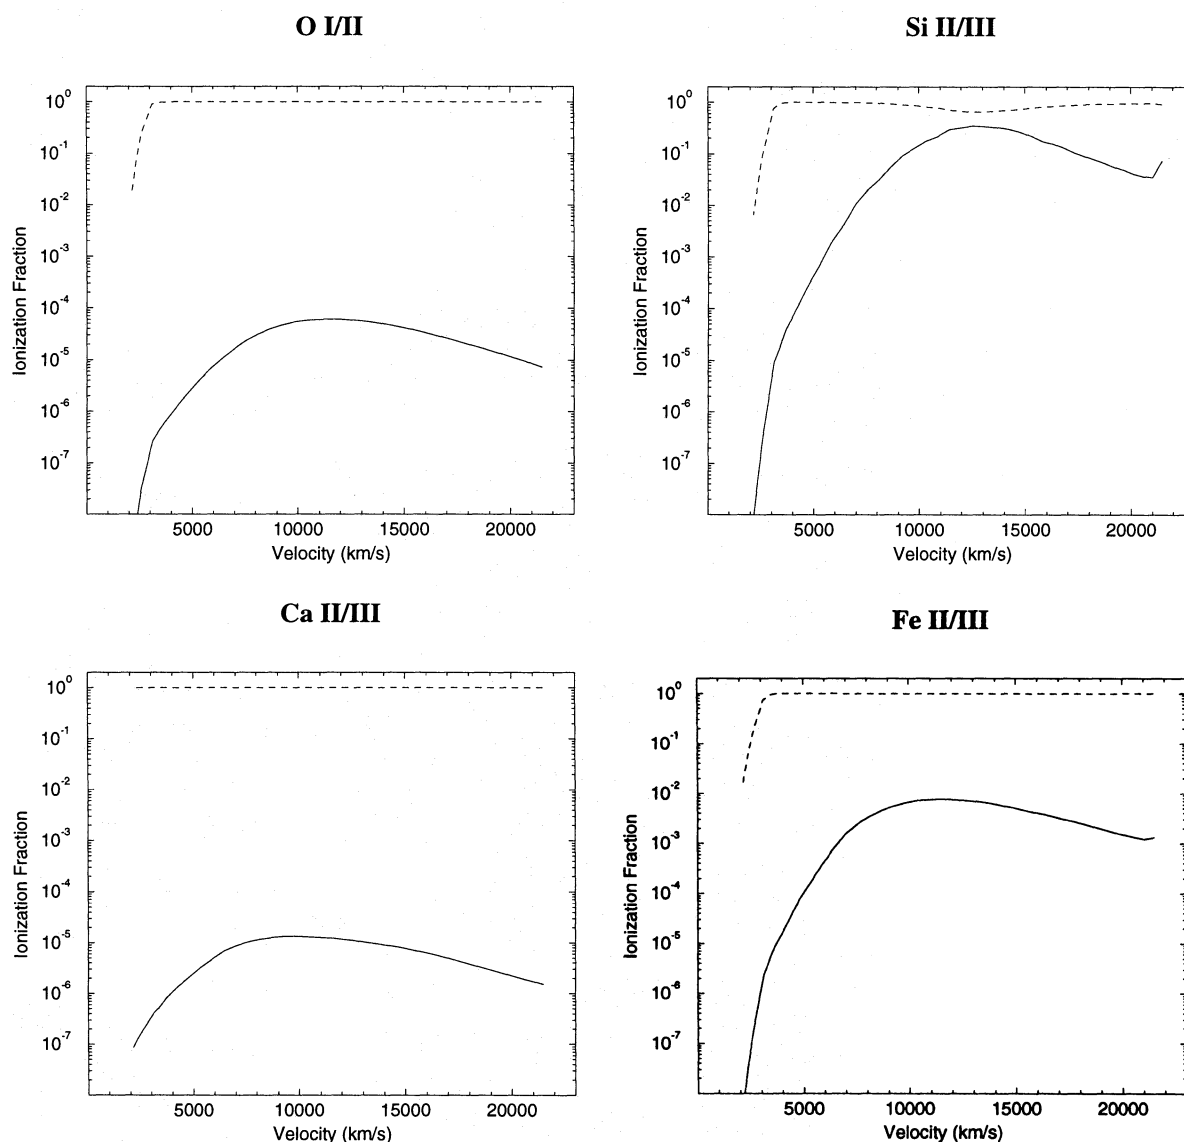 O I/II
Si II/III
10^0
10^-1
10^-2
10^-3
10^-4
10^-5
10^-6
10^-7
Ionization Fraction
5000 10000 15000 20000
Velocity (km/s)
10^0
10^-1
10^-2
10^-3
10^-4
10^-5
10^-6
10^-7
Ionization Fraction
5000 10000 15000 20000
Velocity (km/s)
Ca II/III
Fe II/III
10^0
10^-1
10^-2
10^-3
10^-4
10^-5
10^-6
10^-7
Ionization Fraction
5000 10000 15000 20000
Velocity (km/s)
10^0
10^-1
10^-2
10^-3
10^-4
10^-5
10^-6
10^-7
Ionization Fraction
5000 10000 15000 20000
Velocity (km/s)